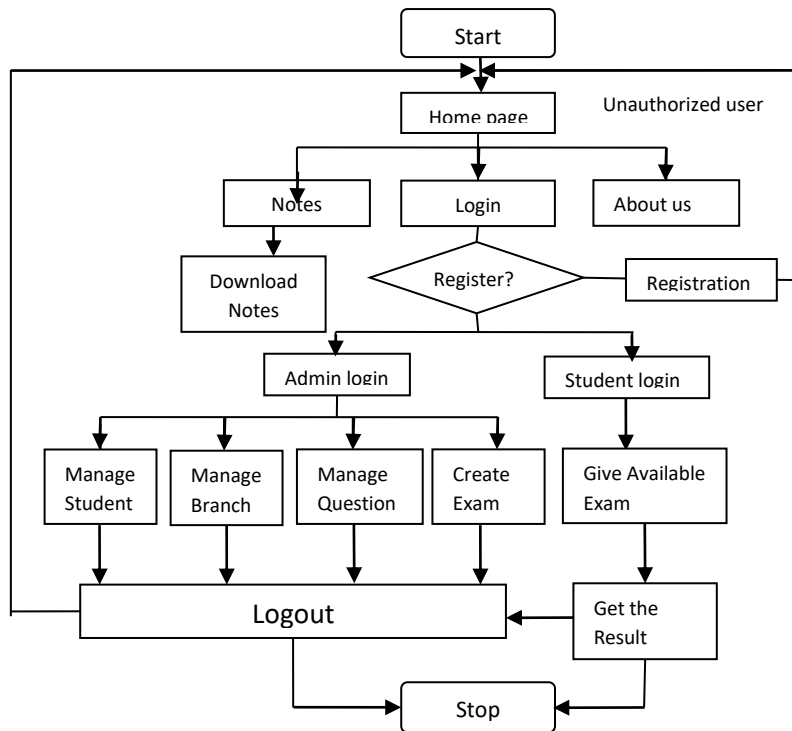 Start
Unauthorized user
Home page
Notes
Login
About us
Download
Notes
Register?
Registration
Admin login
Student login
Manage
Student
Manage
Branch
Manage
Question
Create
Exam
Give Available
Exam
Logout
Get the
Result
Stop